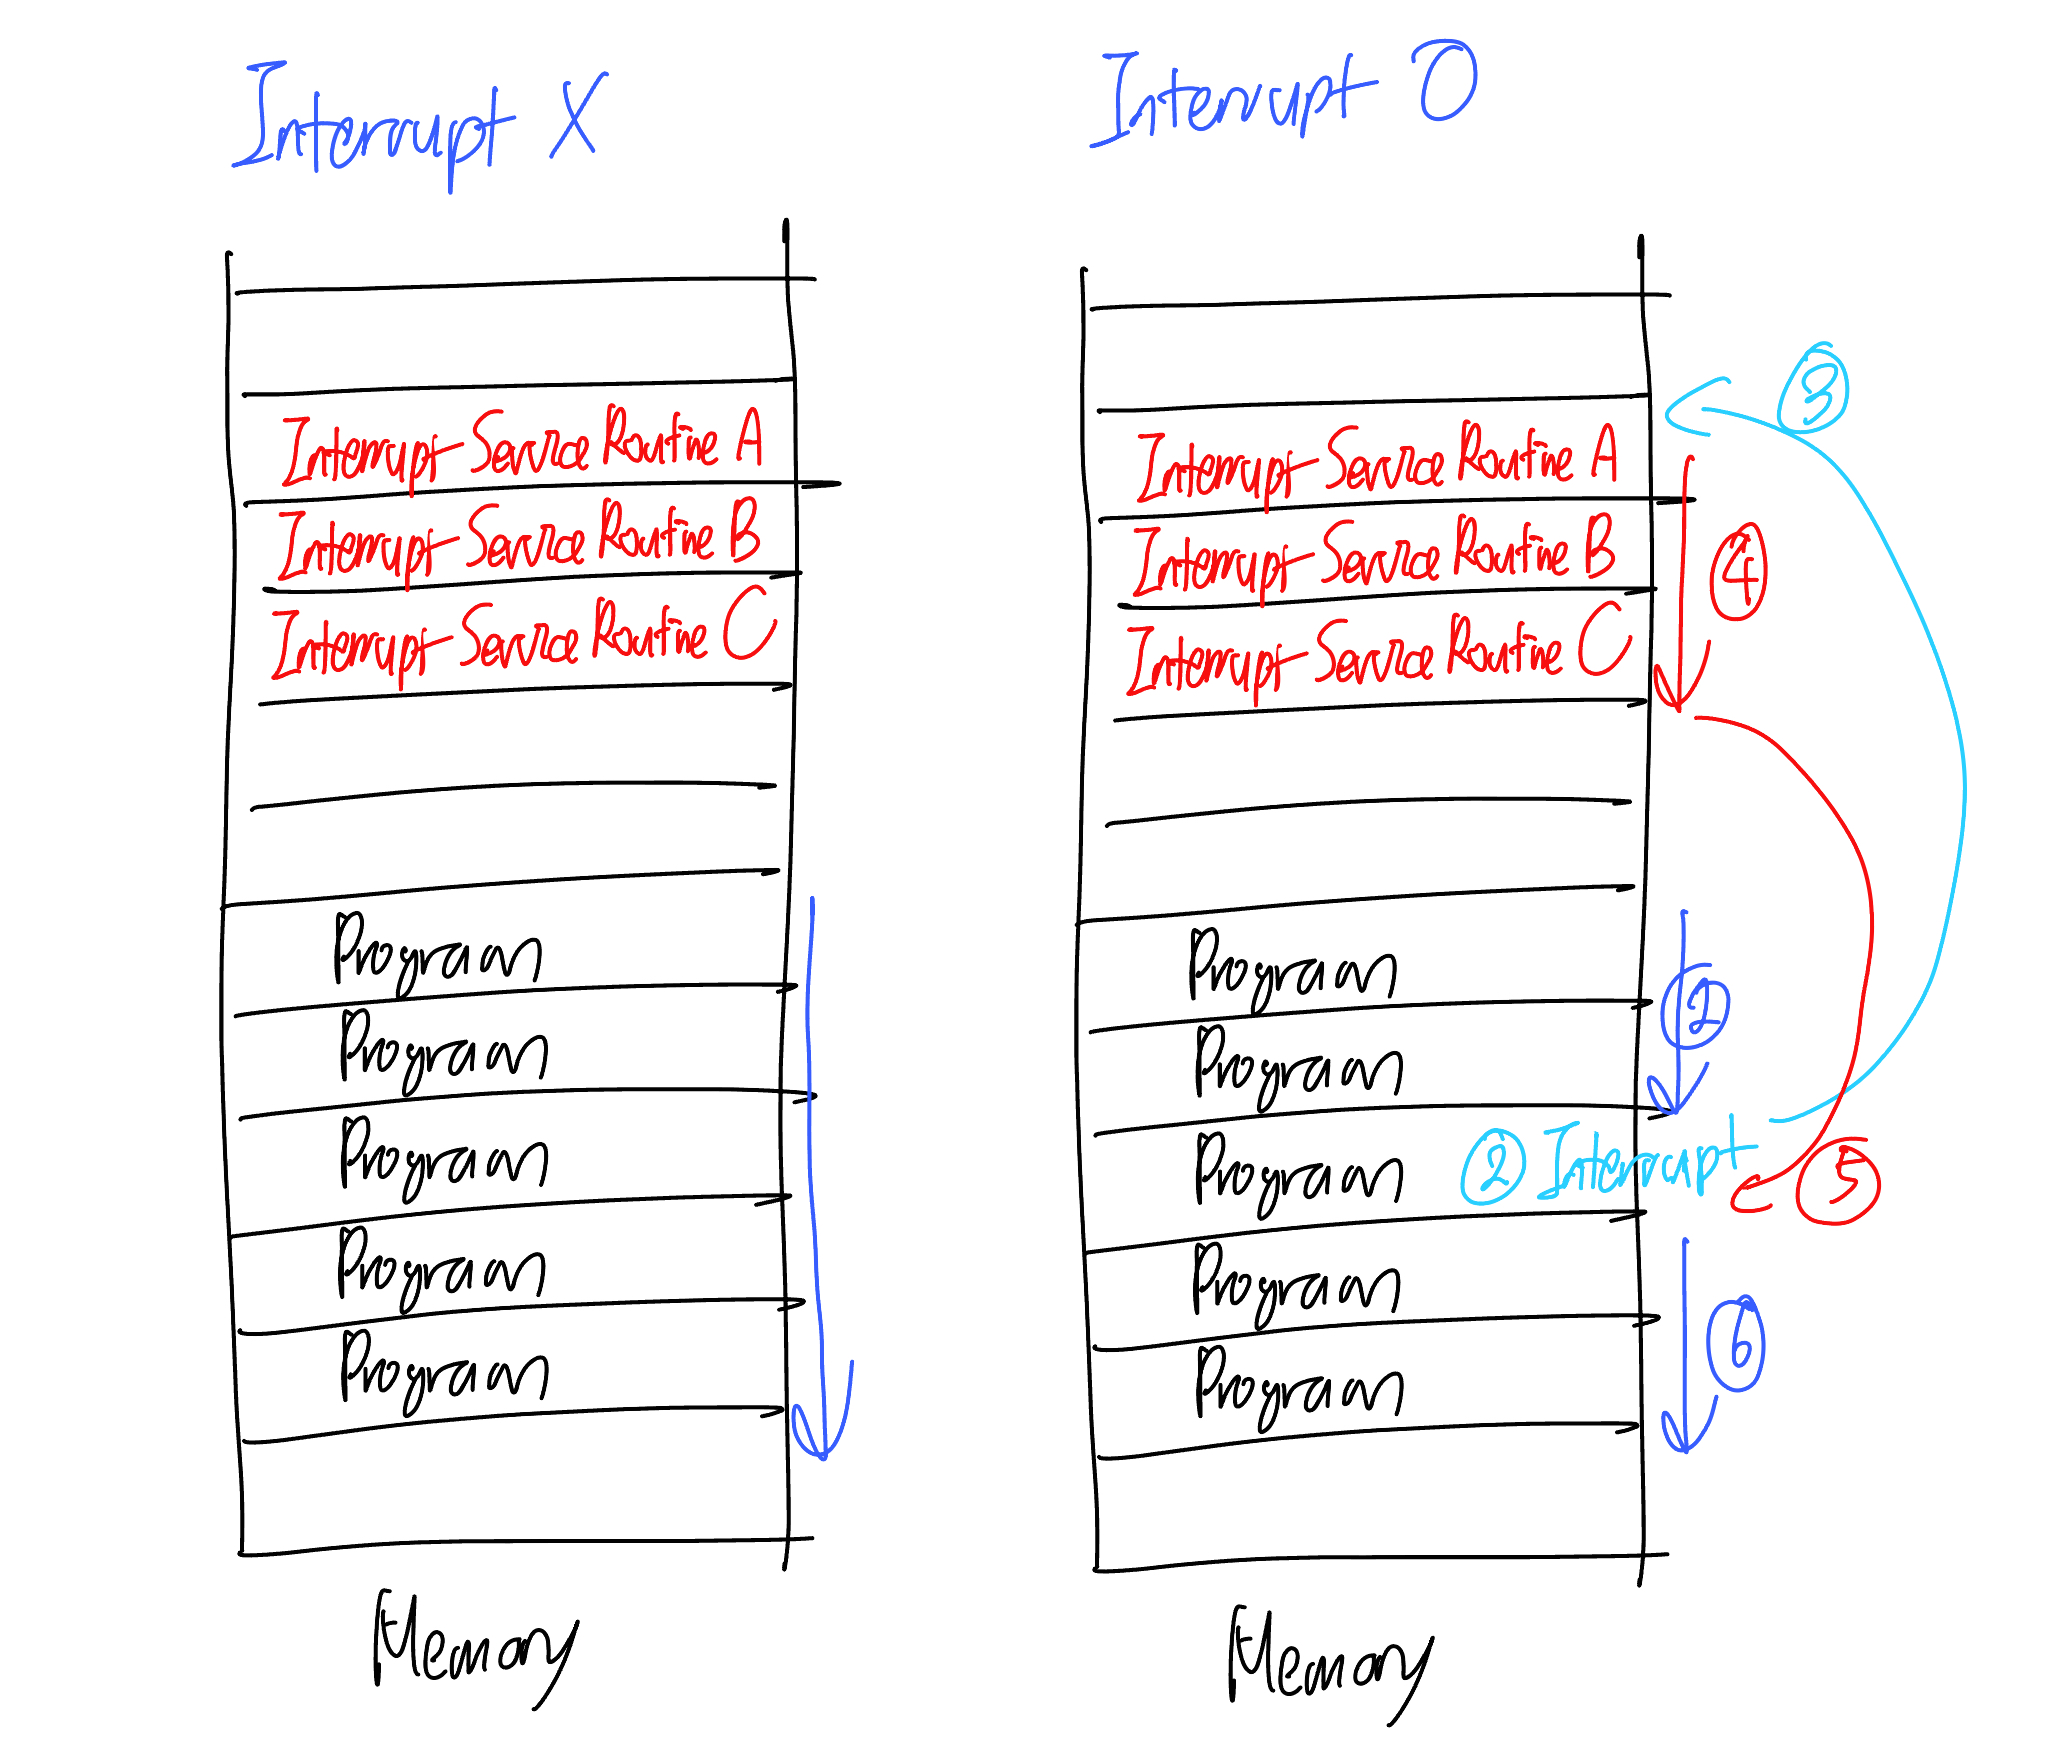 Interrupt X
Interrupt O
Interrupt Service Routine A
Interrupt Service Routine B
Interrupt Service Routine C
Program
Program
Program
Program
Program
Memory
③
Interrupt Service Routine A
Interrupt Service Routine B
④
Interrupt Service Routine C
Program
②
Program
Program ② Interrupt
⑤
Program
⑥
Program
Memory